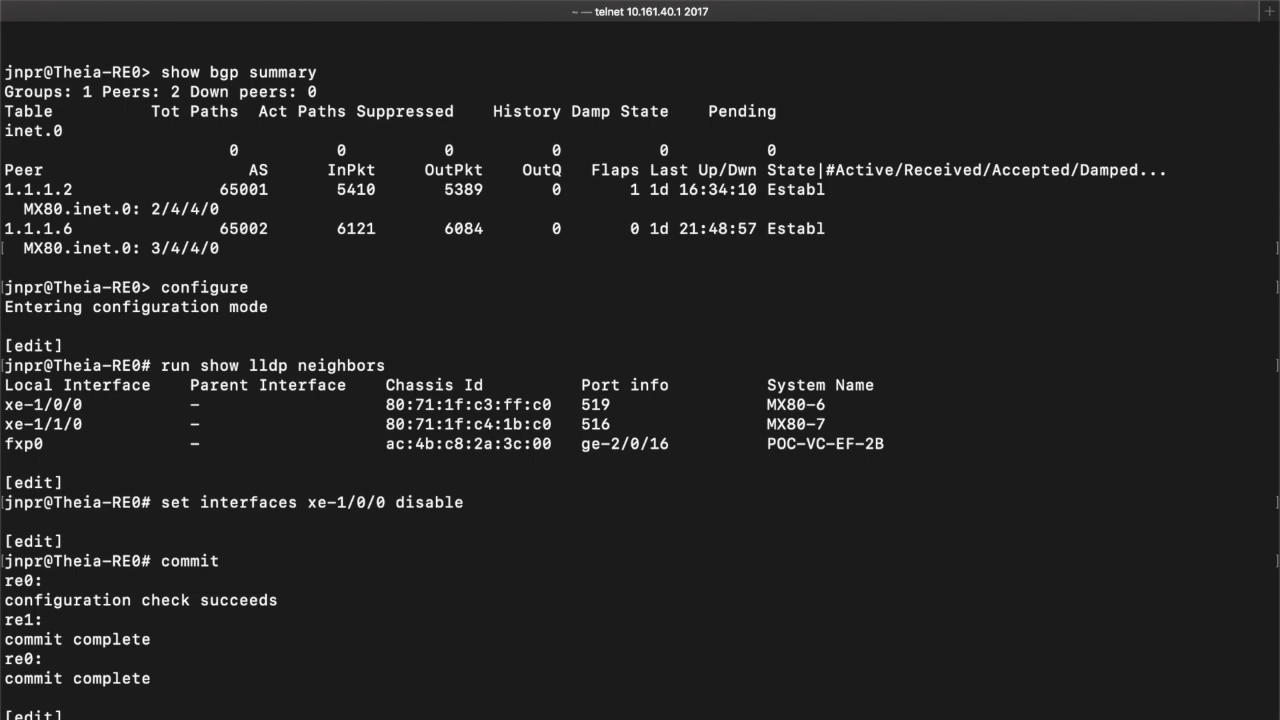 ~ — telnet 10.161.40.1 2017
jnpr@Theia-RE0> show bgp summary
Groups: 1 Peers: 2 Down peers: 0
Table          Tot Paths  Act Paths Suppressed    History Damp State    Pending
inet.0
                       0          0          0          0          0          0
Peer                     AS      InPkt     OutPkt    OutQ   Flaps Last Up/Dwn State|#Active/Received/Accepted/Damped...
1.1.1.2               65001       5410       5389       0       1 1d 16:34:10 Establ
  MX80.inet.0: 2/4/4/0
1.1.1.6               65002       6121       6084       0       0 1d 21:48:57 Establ
  MX80.inet.0: 3/4/4/0
jnpr@Theia-RE0> configure
Entering configuration mode
[edit]
jnpr@Theia-RE0# run show lldp neighbors
Local Interface    Parent Interface    Chassis Id          Port info          System Name
xe-1/0/0           -                   80:71:1f:c3:ff:c0   519                MX80-6
xe-1/1/0           -                   80:71:1f:c4:1b:c0   516                MX80-7
fxp0               -                   ac:4b:c8:2a:3c:00   ge-2/0/16          POC-VC-EF-2B
[edit]
jnpr@Theia-RE0# set interfaces xe-1/0/0 disable
[edit]
jnpr@Theia-RE0# commit
re0:
configuration check succeeds
re1:
commit complete
re0:
commit complete
[edit]